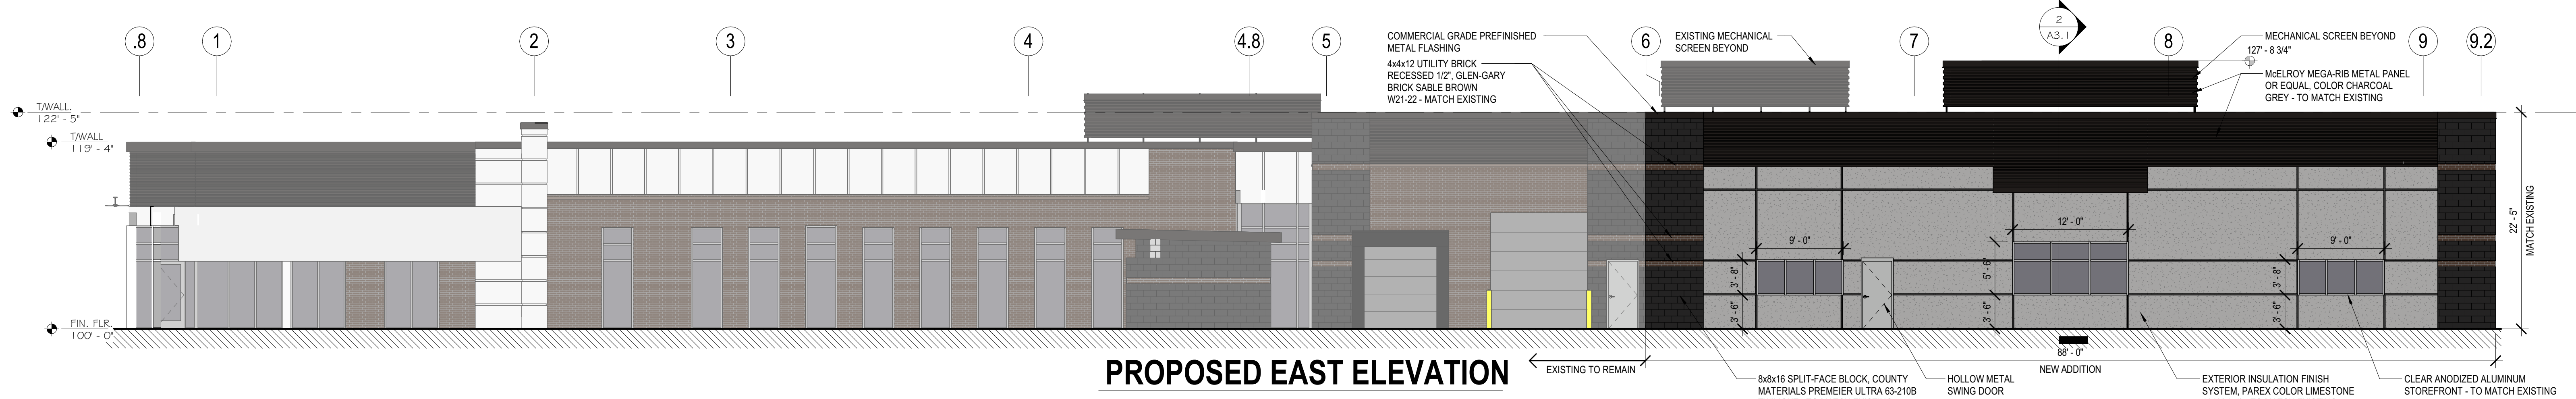 .8
1
2
3
4
4.8
5
6
7
8
9
9.2
2
A3.1
T/WALL.
122' - 5"
T/WALL
119' - 4"
FIN. FLR.
100' - 0"
COMMERCIAL GRADE PREFINISHED
METAL FLASHING
4x4x12 UTILITY BRICK
RECESSED 1/2", GLEN-GARY
BRICK SABLE BROWN
W21-22 - MATCH EXISTING
EXISTING MECHANICAL
SCREEN BEYOND
MECHANICAL SCREEN BEYOND
127' - 8 3/4"
McELROY MEGA-RIB METAL PANEL
OR EQUAL, COLOR CHARCOAL
GREY - TO MATCH EXISTING
9' - 0"
12' - 0"
9' - 0"
3' - 8"
3' - 6"
5' - 6"
3' - 6"
3' - 8"
3' - 6"
22' - 5"
MATCH EXISTING
PROPOSED EAST ELEVATION
EXISTING TO REMAIN
88' - 0"
NEW ADDITION
8x8x16 SPLIT-FACE BLOCK, COUNTY
MATERIALS PREMEIER ULTRA 63-210B
HOLLOW METAL
SWING DOOR
EXTERIOR INSULATION FINISH
SYSTEM, PAREX COLOR LIMESTONE
CLEAR ANODIZED ALUMINUM
STOREFRONT - TO MATCH EXISTING